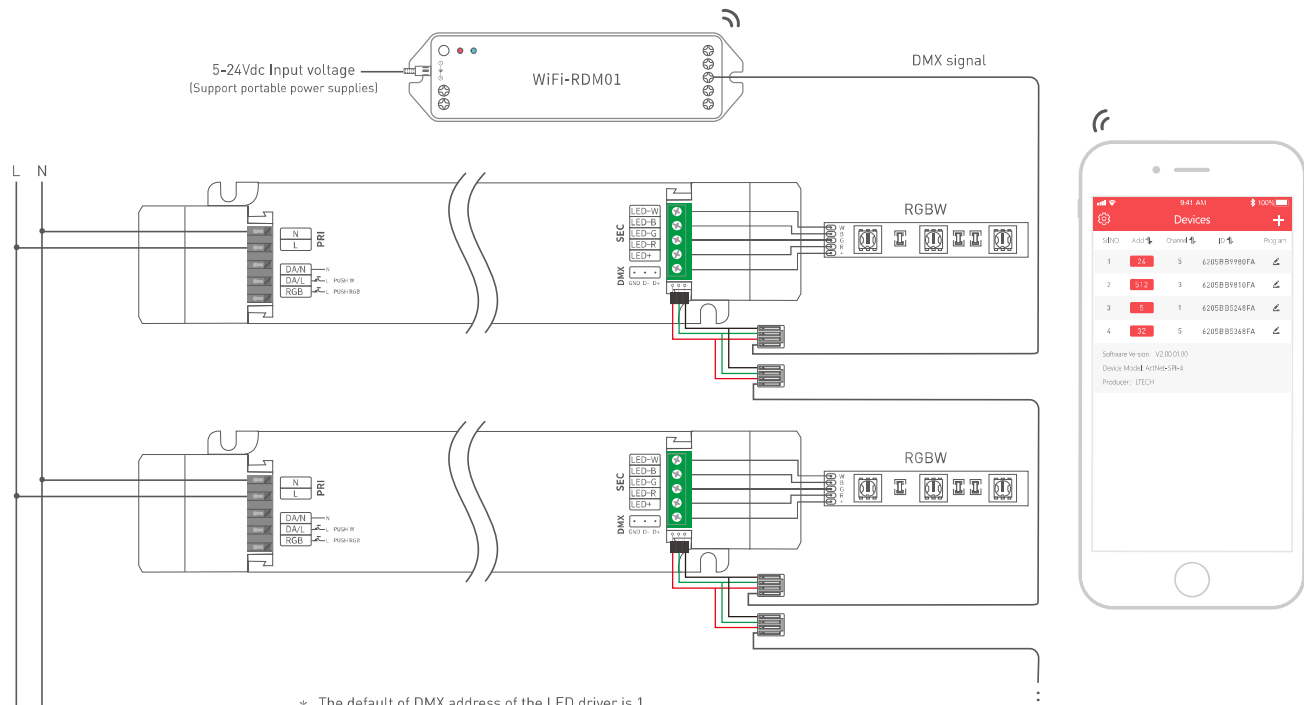 5-24Vdc Input voltage
(Support portable power supplies)
WiFi-RDM01
DMX signal
L N
N
L
PRI
DA/N N
DA/L L PUSH W
RGB L PUSH RGB
SEC
LED-W
LED-B
LED-G
LED-R
LED+
DMX
GND D- D+
RGBW
W
B
G
R
+
N
L
PRI
DA/N N
DA/L L PUSH W
RGB L PUSH RGB
SEC
LED-W
LED-B
LED-G
LED-R
LED+
DMX
GND D- D+
RGBW
W
B
G
R
+
9:41 AM 100%
Devices +
Add Channel ID Program
1 24 5 6205BB9980FA
2 512 3 6205BB9810FA
3 5 1 6205BB5248FA
4 32 5 6205BB5368FA
Software Version: V2.00.01.00
Device Model: ArtNet-SPI-4
Producer: LTECH
* The default of DMX address of the LED driver is 1